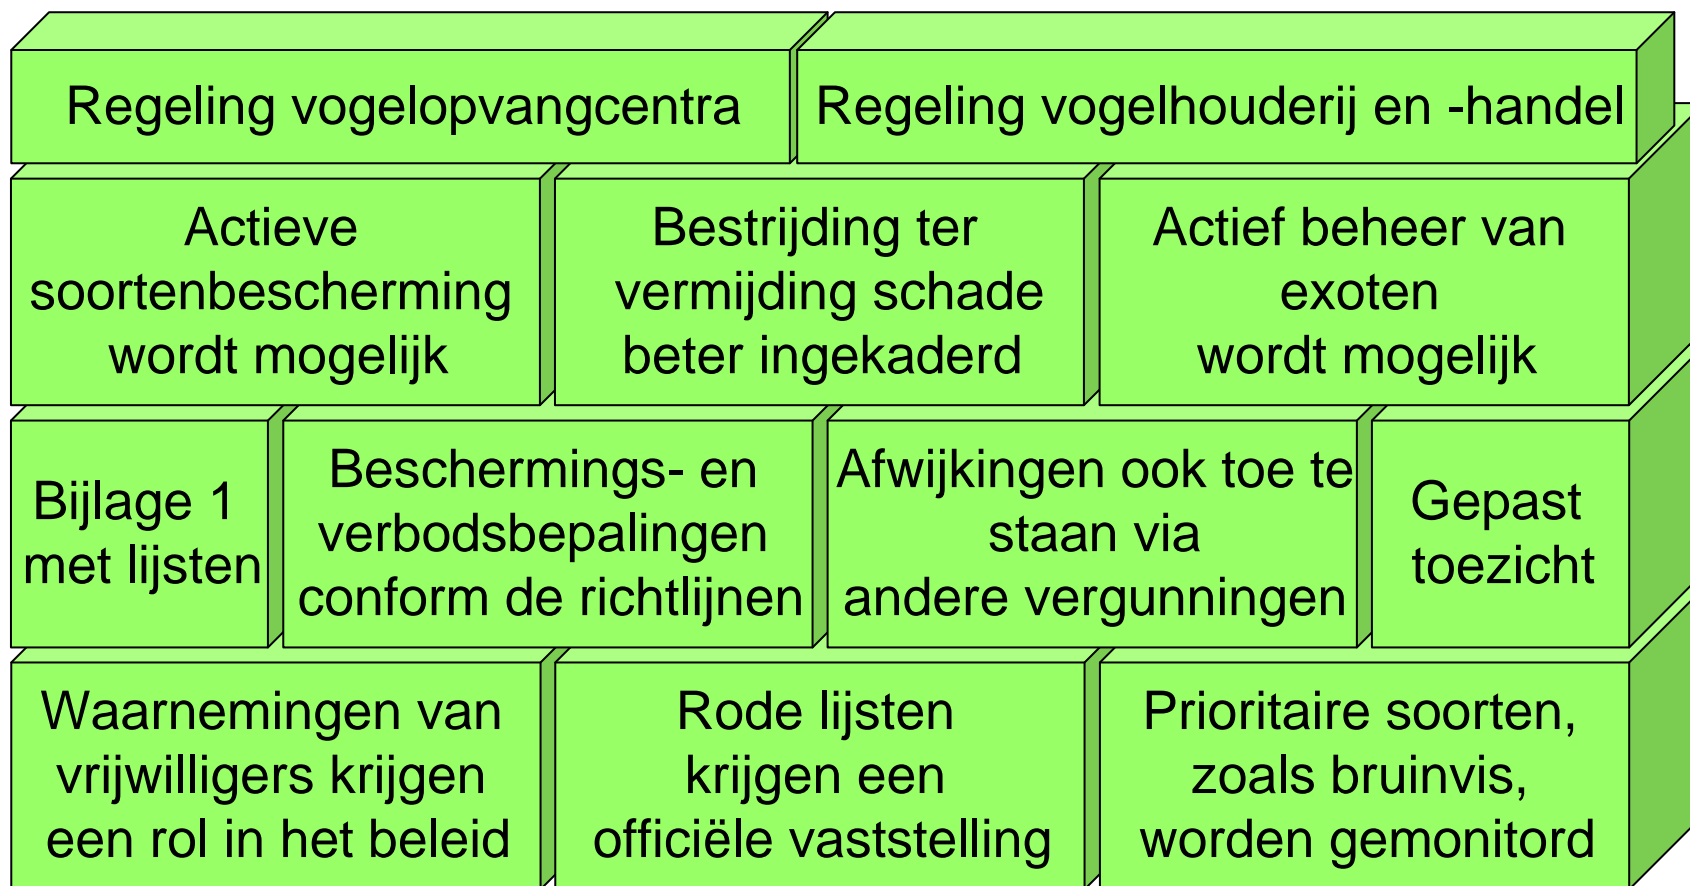 Regeling vogelopvangcentra
Regeling vogelhouderij en -handel
Actieve
soortenbescherming
wordt mogelijk
Bestrijding ter
vermijding schade
beter ingekaderd
Actief beheer van
exoten
wordt mogelijk
Bijlage 1
met lijsten
Beschermings- en
verbodsbepalingen
conform de richtlijnen
Afwijkingen ook toe te
staan via
andere vergunningen
Gepast
toezicht
Waarnemingen van
vrijwilligers krijgen
een rol in het beleid
Rode lijsten
krijgen een
officiële vaststelling
Prioritaire soorten,
zoals bruinvis,
worden gemonitord